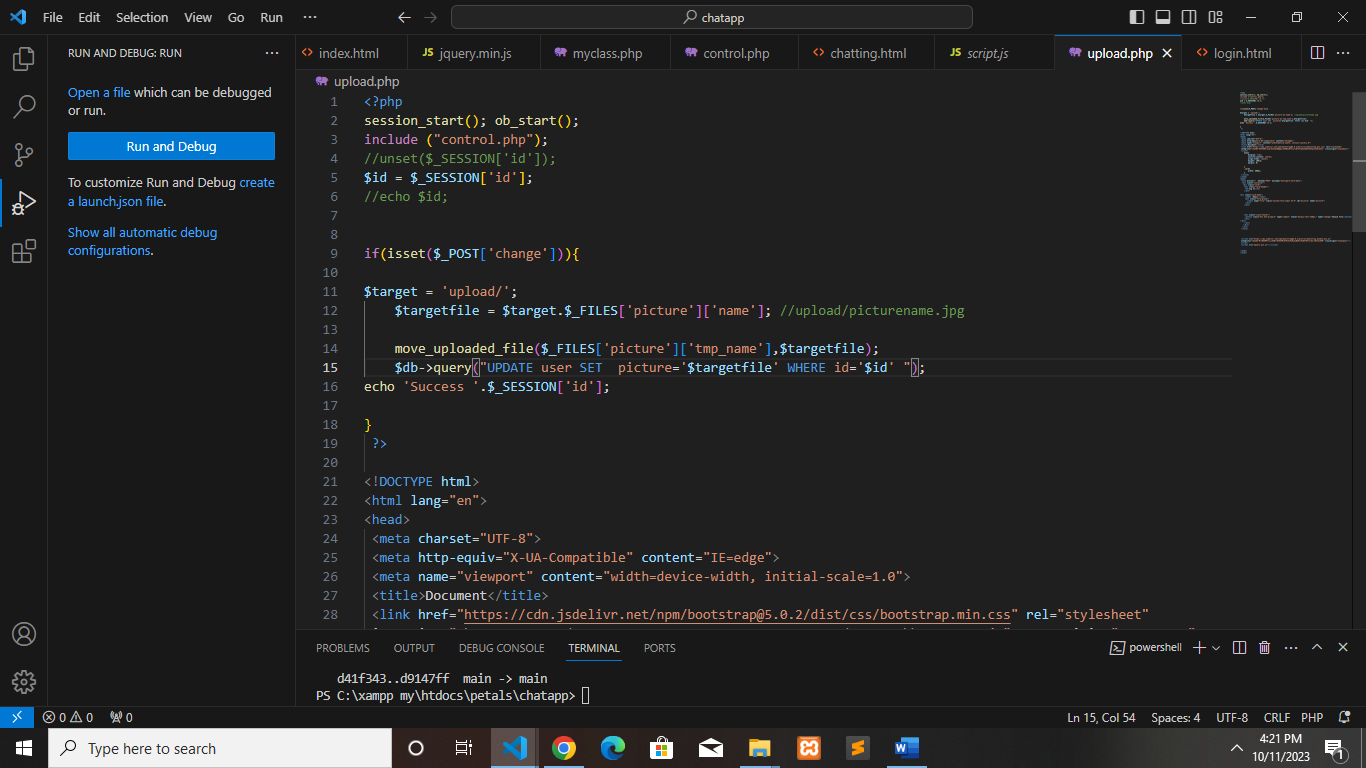 File Edit Selection View Go Run ··· chatapp
RUN AND DEBUG: RUN ···
Open a file which can be debugged
or run.
Run and Debug
To customize Run and Debug create
a launch.json file.
Show all automatic debug
configurations.
index.html JS jquery.min.js myclass.php control.php chatting.html JS script.js upload.php login.html
upload.php
1 <?php
2 session_start(); ob_start();
3 include ("control.php");
4 //unset($_SESSION['id']);
5 $id = $_SESSION['id'];
6 //echo $id;
7
8
9 if(isset($_POST['change'])){
10
11 $target = 'upload/';
12 $targetfile = $target.$_FILES['picture']['name']; //upload/picturename.jpg
13
14 move_uploaded_file($_FILES['picture']['tmp_name'],$targetfile);
15 $db->query("UPDATE user SET  picture='$targetfile' WHERE id='$id' ");
16 echo 'Success '.$_SESSION['id'];
17
18 }
19 ?>
20
21 <!DOCTYPE html>
22 <html lang="en">
23 <head>
24 <meta charset="UTF-8">
25 <meta http-equiv="X-UA-Compatible" content="IE=edge">
26 <meta name="viewport" content="width=device-width, initial-scale=1.0">
27 <title>Document</title>
28 <link href="https://cdn.jsdelivr.net/npm/bootstrap@5.0.2/dist/css/bootstrap.min.css" rel="stylesheet"
PROBLEMS OUTPUT DEBUG CONSOLE TERMINAL PORTS powershell
d41f343..d9147ff  main -> main
PS C:\xampp my\htdocs\petals\chatapp>
0 0 0 Ln 15, Col 54 Spaces: 4 UTF-8 CRLF PHP
Type here to search
4:21 PM
10/11/2023
1